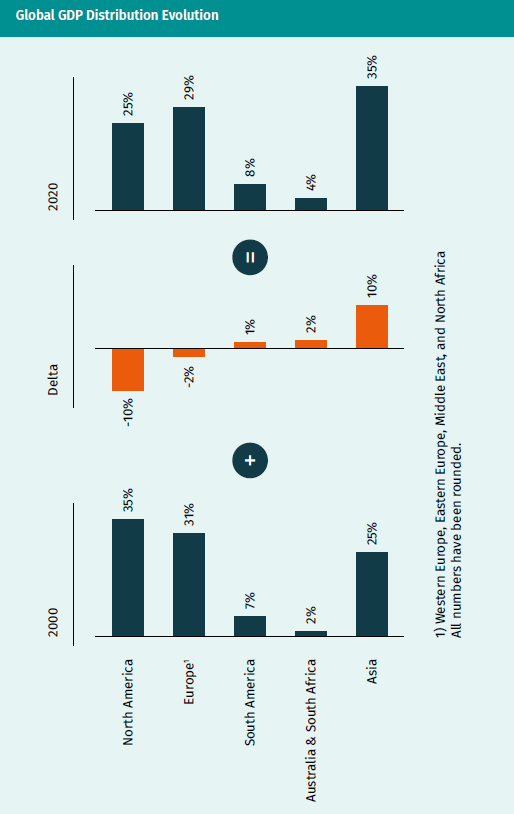 Global GDP Distribution Evolution
2020
25%
29%
8%
4%
35%
=
Delta
-10%
-2%
1%
2%
10%
+
2000
35%
31%
7%
2%
25%
North America
Europe¹
South America
Australia & South Africa
Asia
1) Western Europe, Eastern Europe, Middle East, and North Africa
All numbers have been rounded.